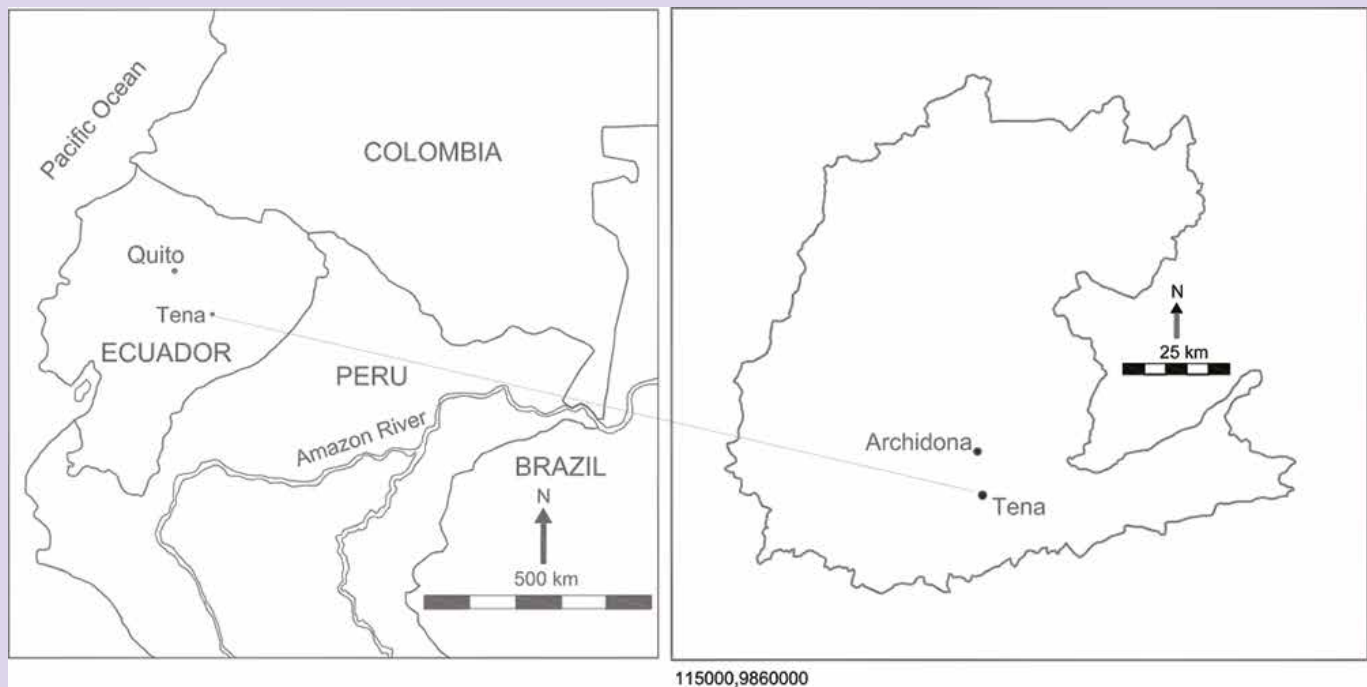 Pacific Ocean
COLOMBIA
Quito
Tena
ECUADOR
PERU
Amazon River
BRAZIL
N
500 km
N
25 km
Archidona
Tena
115000,9860000